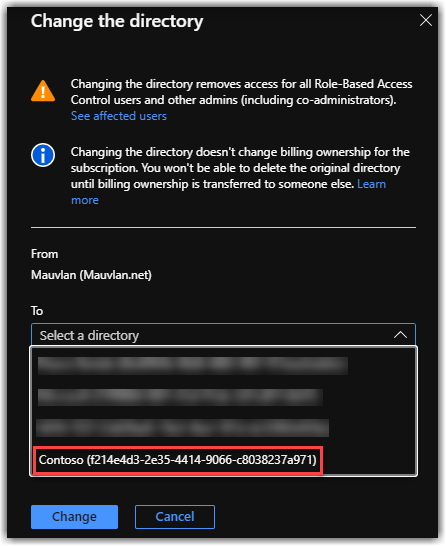 Change the directory
Changing the directory removes access for all Role-Based Access
Control users and other admins (including co-administrators).
See affected users
Changing the directory doesn't change billing ownership for the
subscription. You won't be able to delete the original directory
until billing ownership is transferred to someone else. Learn
more
From
Mauvlan (Mauvlan.net)
To
Select a directory
Contoso (f214e4d3-2e35-4414-9066-c8038237a971)
Change
Cancel